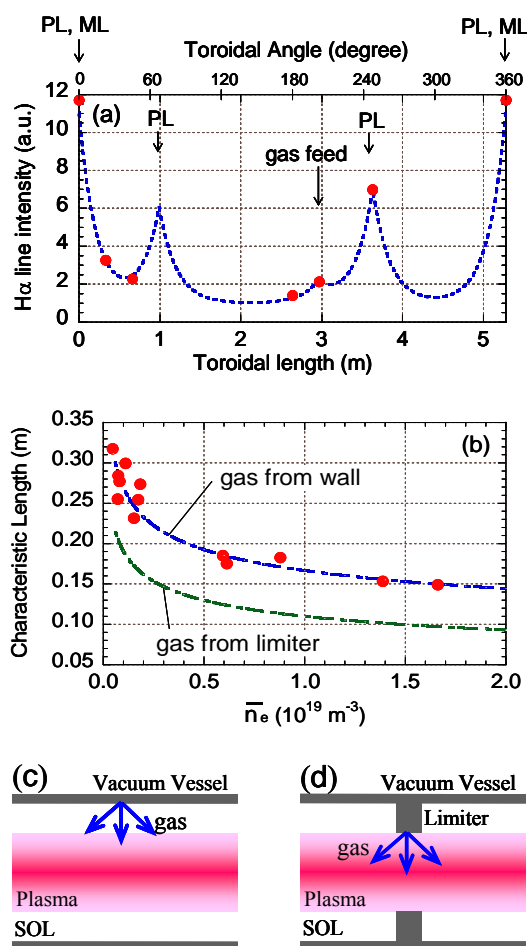 PL, ML
PL, ML
Toroidal Angle (degree)
0 60 120 180 240 300 360
12
10
8
6
4
2
0
Hα line intensity (a.u.)
(a)
PL
gas feed
PL
0 1 2 3 4 5
Toroidal length (m)
0.35
0.30
0.25
0.20
0.15
0.10
0.05
Characteristic Length (m)
(b)
gas from wall
gas from limiter
0.0 0.5 1.0 1.5 2.0
n̅e (10¹⁹ m⁻³)
(c)
Vacuum Vessel
gas
Plasma
SOL
(d)
Vacuum Vessel
Limiter
gas
Plasma
SOL